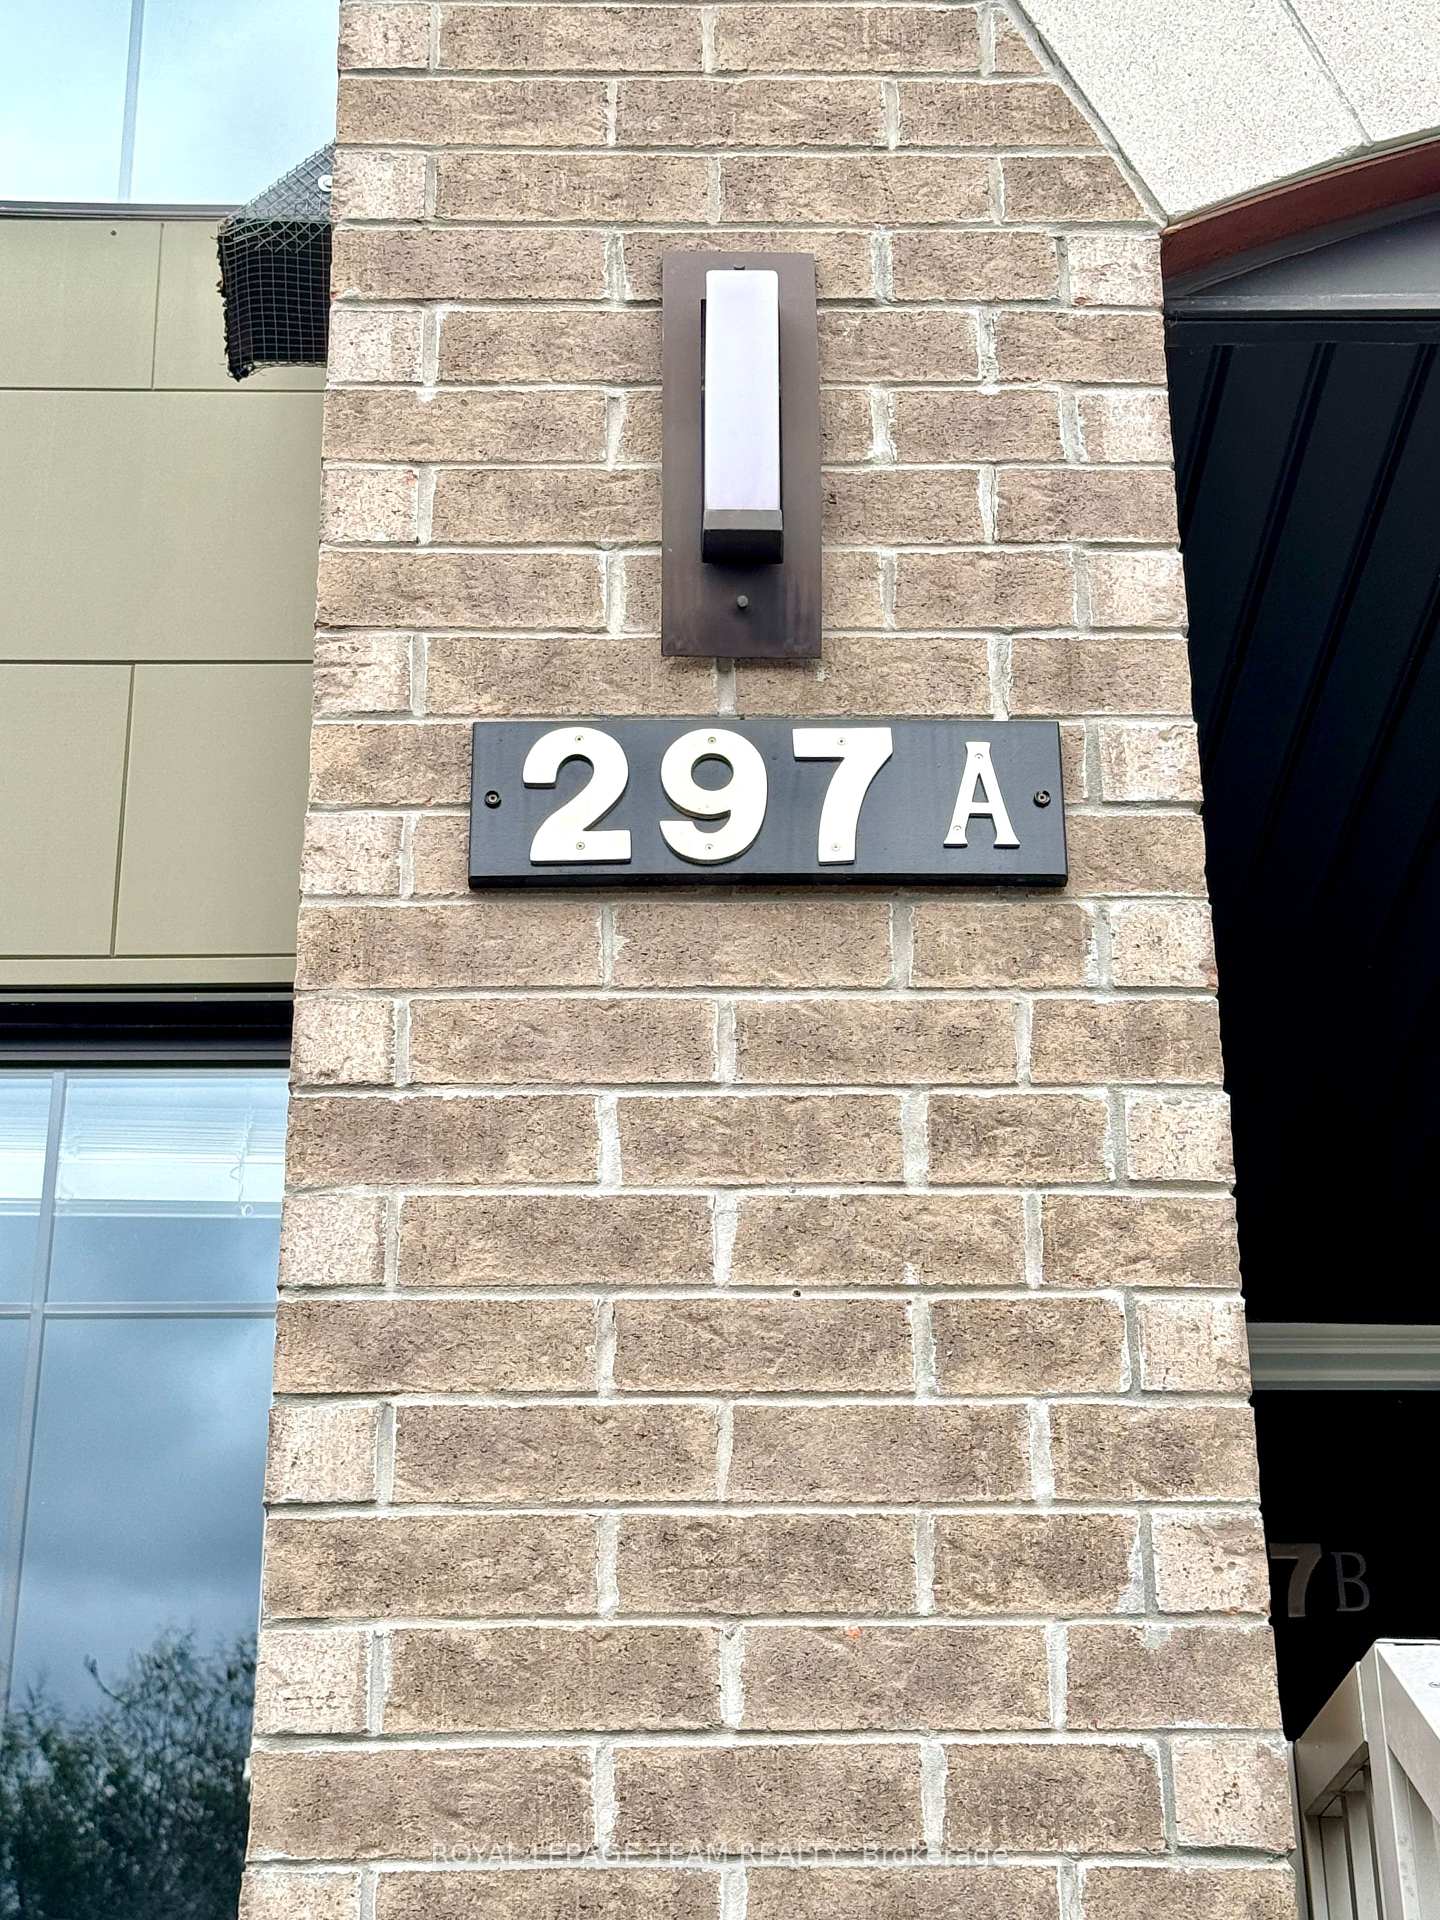 297 A
7B
ROYAL LEPAGE TEAM REALTY, Brokerage